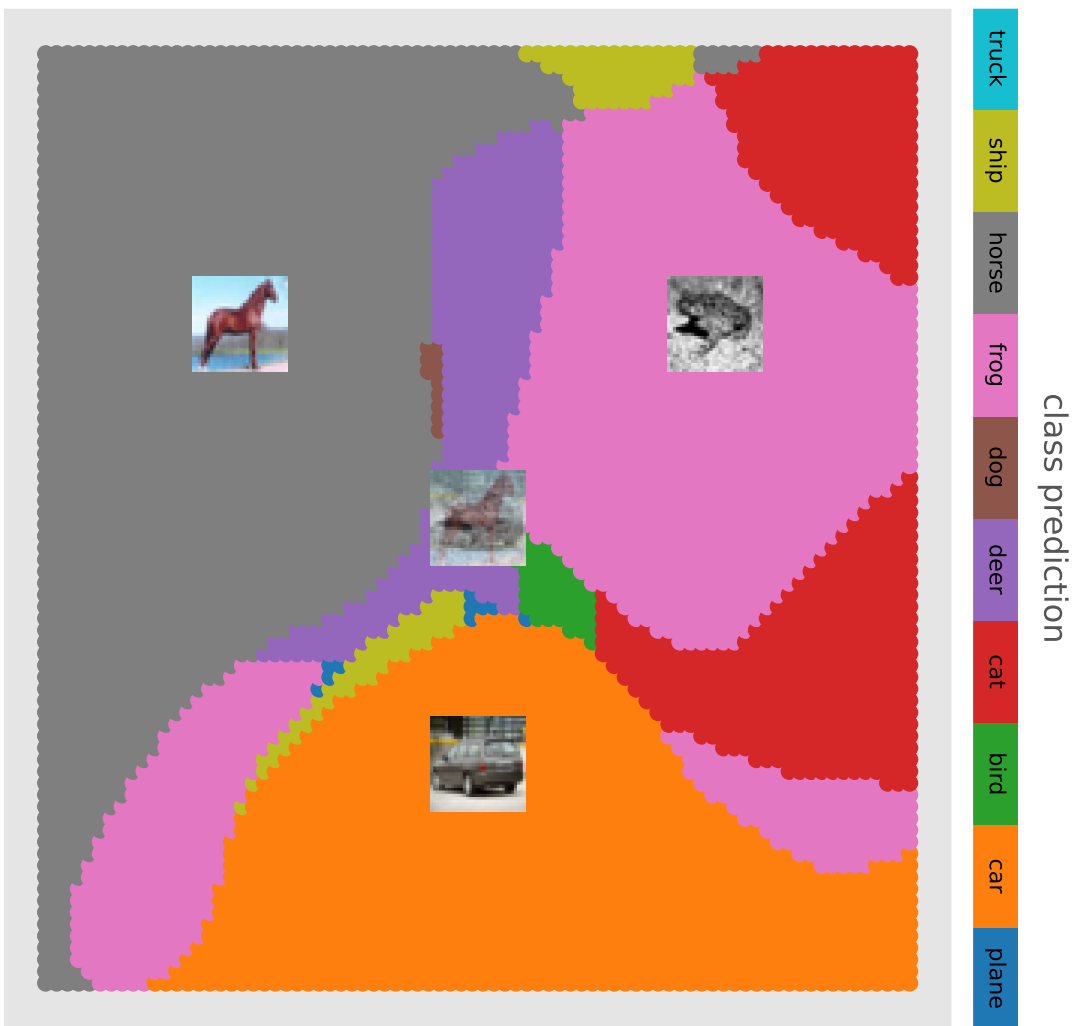 truck
ship
horse
frog
dog
deer
cat
bird
car
plane
class prediction